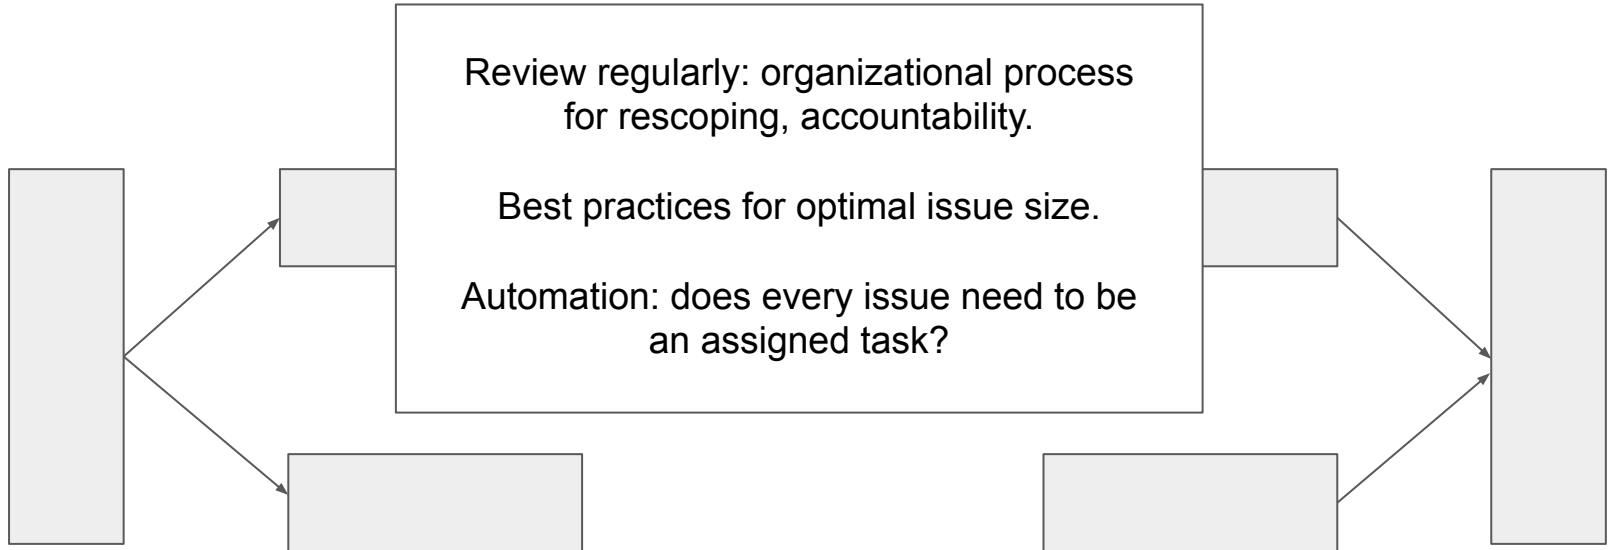 Review regularly: organizational process
for rescoping, accountability.
Best practices for optimal issue size.
Automation: does every issue need to be
an assigned task?